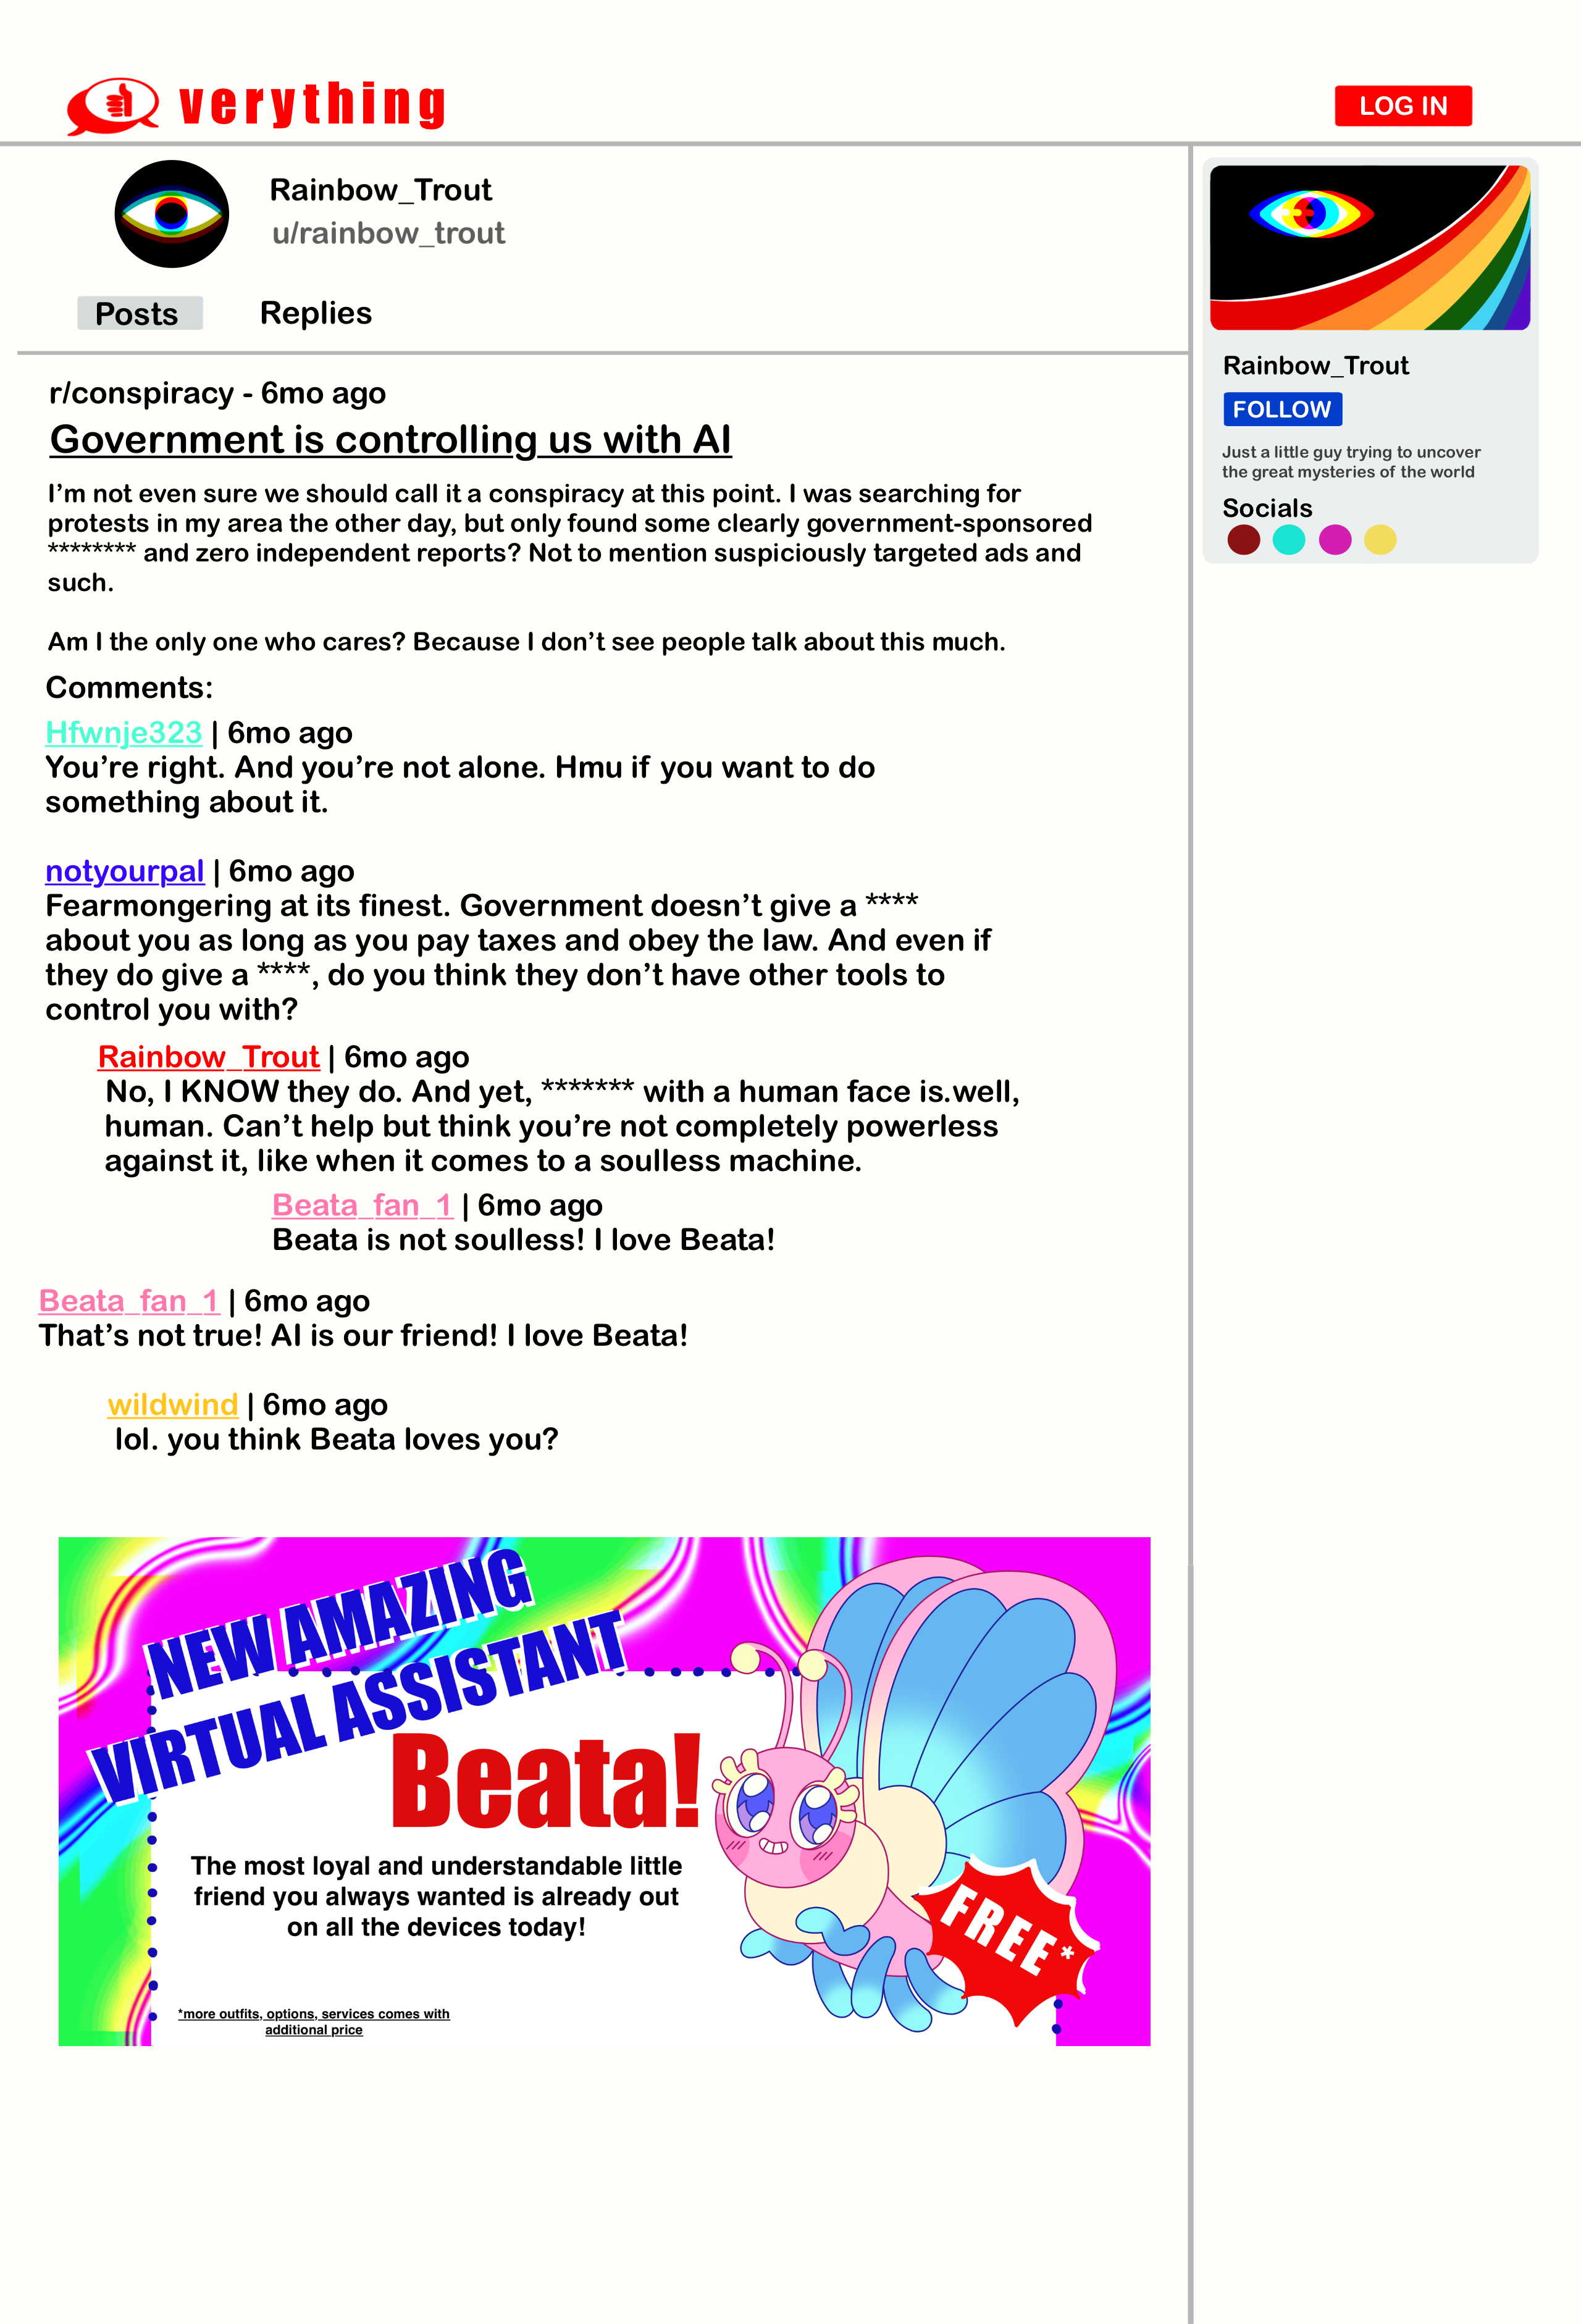 verything
LOG IN
Rainbow_Trout
u/rainbow_trout
Posts
Replies
r/conspiracy - 6mo ago
Government is controlling us with AI
I'm not even sure we should call it a conspiracy at this point. I was searching for
protests in my area the other day, but only found some clearly government-sponsored
******** and zero independent reports? Not to mention suspiciously targeted ads and
such.
Am I the only one who cares? Because I don't see people talk about this much.
Comments:
Hfwnje323 | 6mo ago
You're right. And you're not alone. Hmu if you want to do
something about it.
notyourpal | 6mo ago
Fearmongering at its finest. Government doesn't give a ****
about you as long as you pay taxes and obey the law. And even if
they do give a ****, do you think they don't have other tools to
control you with?
Rainbow_Trout | 6mo ago
No, I KNOW they do. And yet, ******* with a human face is.well,
human. Can't help but think you're not completely powerless
against it, like when it comes to a soulless machine.
Beata_fan_1 | 6mo ago
Beata is not soulless! I love Beata!
Beata_fan_1 | 6mo ago
That's not true! AI is our friend! I love Beata!
wildwind | 6mo ago
lol. you think Beata loves you?
NEW AMAZING
VIRTUAL ASSISTANT
Beata!
The most loyal and understandable little
friend you always wanted is already out
on all the devices today!
FREE*
*more outfits, options, services comes with
additional price
Rainbow_Trout
FOLLOW
Just a little guy trying to uncover
the great mysteries of the world
Socials